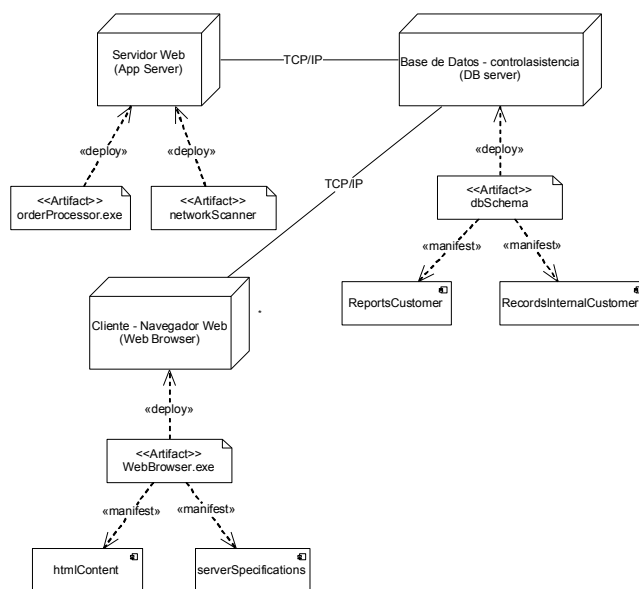 Servidor Web
(App Server)
TCP/IP
Base de Datos - controlasistencia
(DB server)
«deploy»
«deploy»
«deploy»
TCP/IP
<<Artifact>>
orderProcessor.exe
<<Artifact>>
networkScanner
<<Artifact>>
dbSchema
«manifest»
«manifest»
ReportsCustomer
RecordsInternalCustomer
Cliente - Navegador Web
(Web Browser)
«deploy»
<<Artifact>>
WebBrowser.exe
«manifest»
«manifest»
htmlContent
serverSpecifications